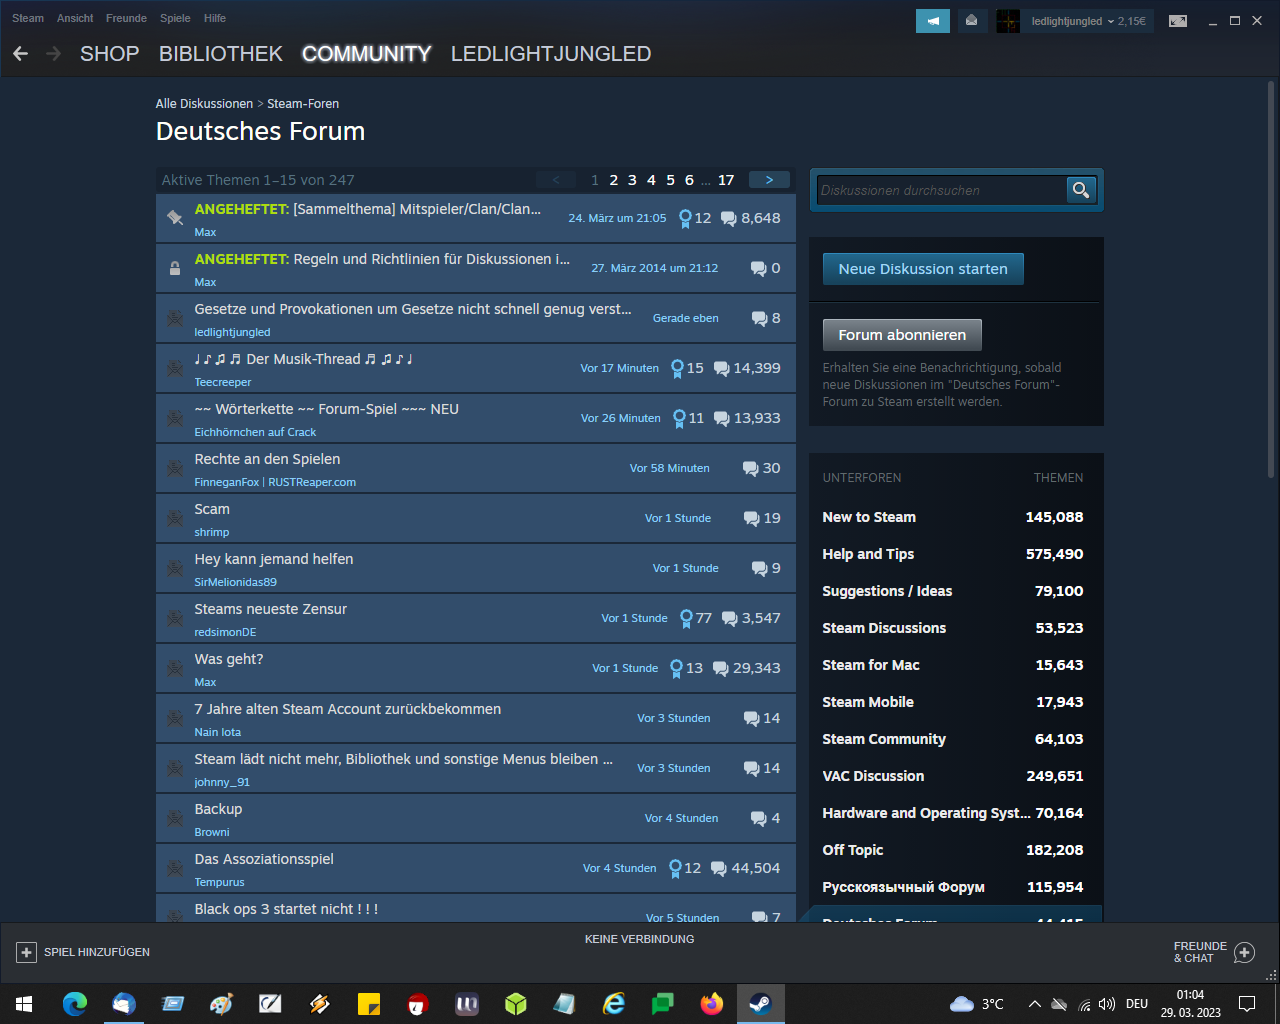 Steam Ansicht Freunde Spiele Hilfe
ledlightjungled 2,15€
SHOP BIBLIOTHEK COMMUNITY LEDLIGHTJUNGLED
Alle Diskussionen > Steam-Foren
Deutsches Forum
Aktive Themen 1–15 von 247
< 1 2 3 4 5 6 ... 17 >
ANGEHEFTET: [Sammelthema] Mitspieler/Clan/Clan...
Max
24. März um 21:05 12 8,648
ANGEHEFTET: Regeln und Richtlinien für Diskussionen i...
Max
27. März 2014 um 21:12 0
Gesetze und Provokationen um Gesetze nicht schnell genug verst...
ledlightjungled
Gerade eben 8
♩♪♫♬ Der Musik-Thread ♬♫♪♩
Teecreeper
Vor 17 Minuten 15 14,399
~~ Wörterkette ~~ Forum-Spiel ~~~ NEU
Eichhörnchen auf Crack
Vor 26 Minuten 11 13,933
Rechte an den Spielen
FinneganFox | RUSTReaper.com
Vor 58 Minuten 30
Scam
shrimp
Vor 1 Stunde 19
Hey kann jemand helfen
SirMelionidas89
Vor 1 Stunde 9
Steams neueste Zensur
redsimonDE
Vor 1 Stunde 77 3,547
Was geht?
Max
Vor 1 Stunde 13 29,343
7 Jahre alten Steam Account zurückbekommen
Nain Iota
Vor 3 Stunden 14
Steam lädt nicht mehr, Bibliothek und sonstige Menus bleiben ...
johnny_91
Vor 3 Stunden 14
Backup
Browni
Vor 4 Stunden 4
Das Assoziationsspiel
Tempurus
Vor 4 Stunden 12 44,504
Black ops 3 startet nicht ! ! !
Vor 5 Stunden 7
Diskussionen durchsuchen
Neue Diskussion starten
Forum abonnieren
Erhalten Sie eine Benachrichtigung, sobald
neue Diskussionen im "Deutsches Forum"-
Forum zu Steam erstellt werden.
UNTERFOREN THEMEN
New to Steam 145,088
Help and Tips 575,490
Suggestions / Ideas 79,100
Steam Discussions 53,523
Steam for Mac 15,643
Steam Mobile 17,943
Steam Community 64,103
VAC Discussion 249,651
Hardware and Operating Syst... 70,164
Off Topic 182,208
Русскоязычный Форум 115,954
Deutsches Forum 44,415
SPIEL HINZUFÜGEN
KEINE VERBINDUNG
FREUNDE
& CHAT
3°C
DEU
01:04
29. 03. 2023